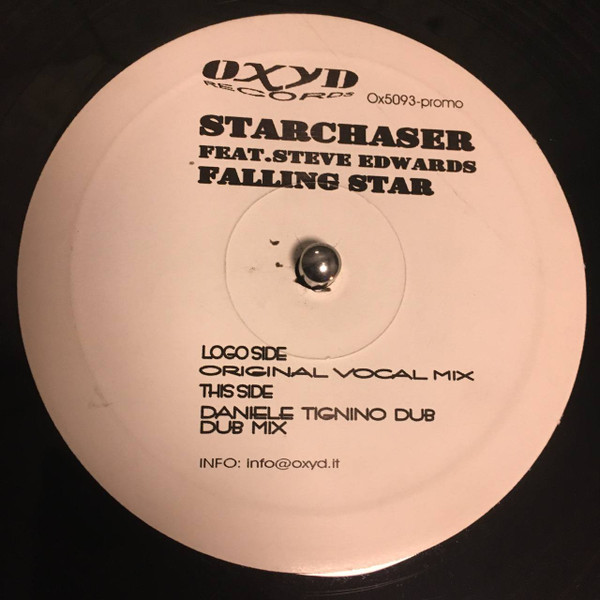 OXYD
RECORDS
Ox5093-promo
STARCHASER
FEAT.STEVE EDWARDS
FALLING STAR
LOGO SIDE
ORIGINAL VOCAL MIX
THIS SIDE
DANIELE TIGNINO DUB
DUB MIX
INFO: info@oxyd.it